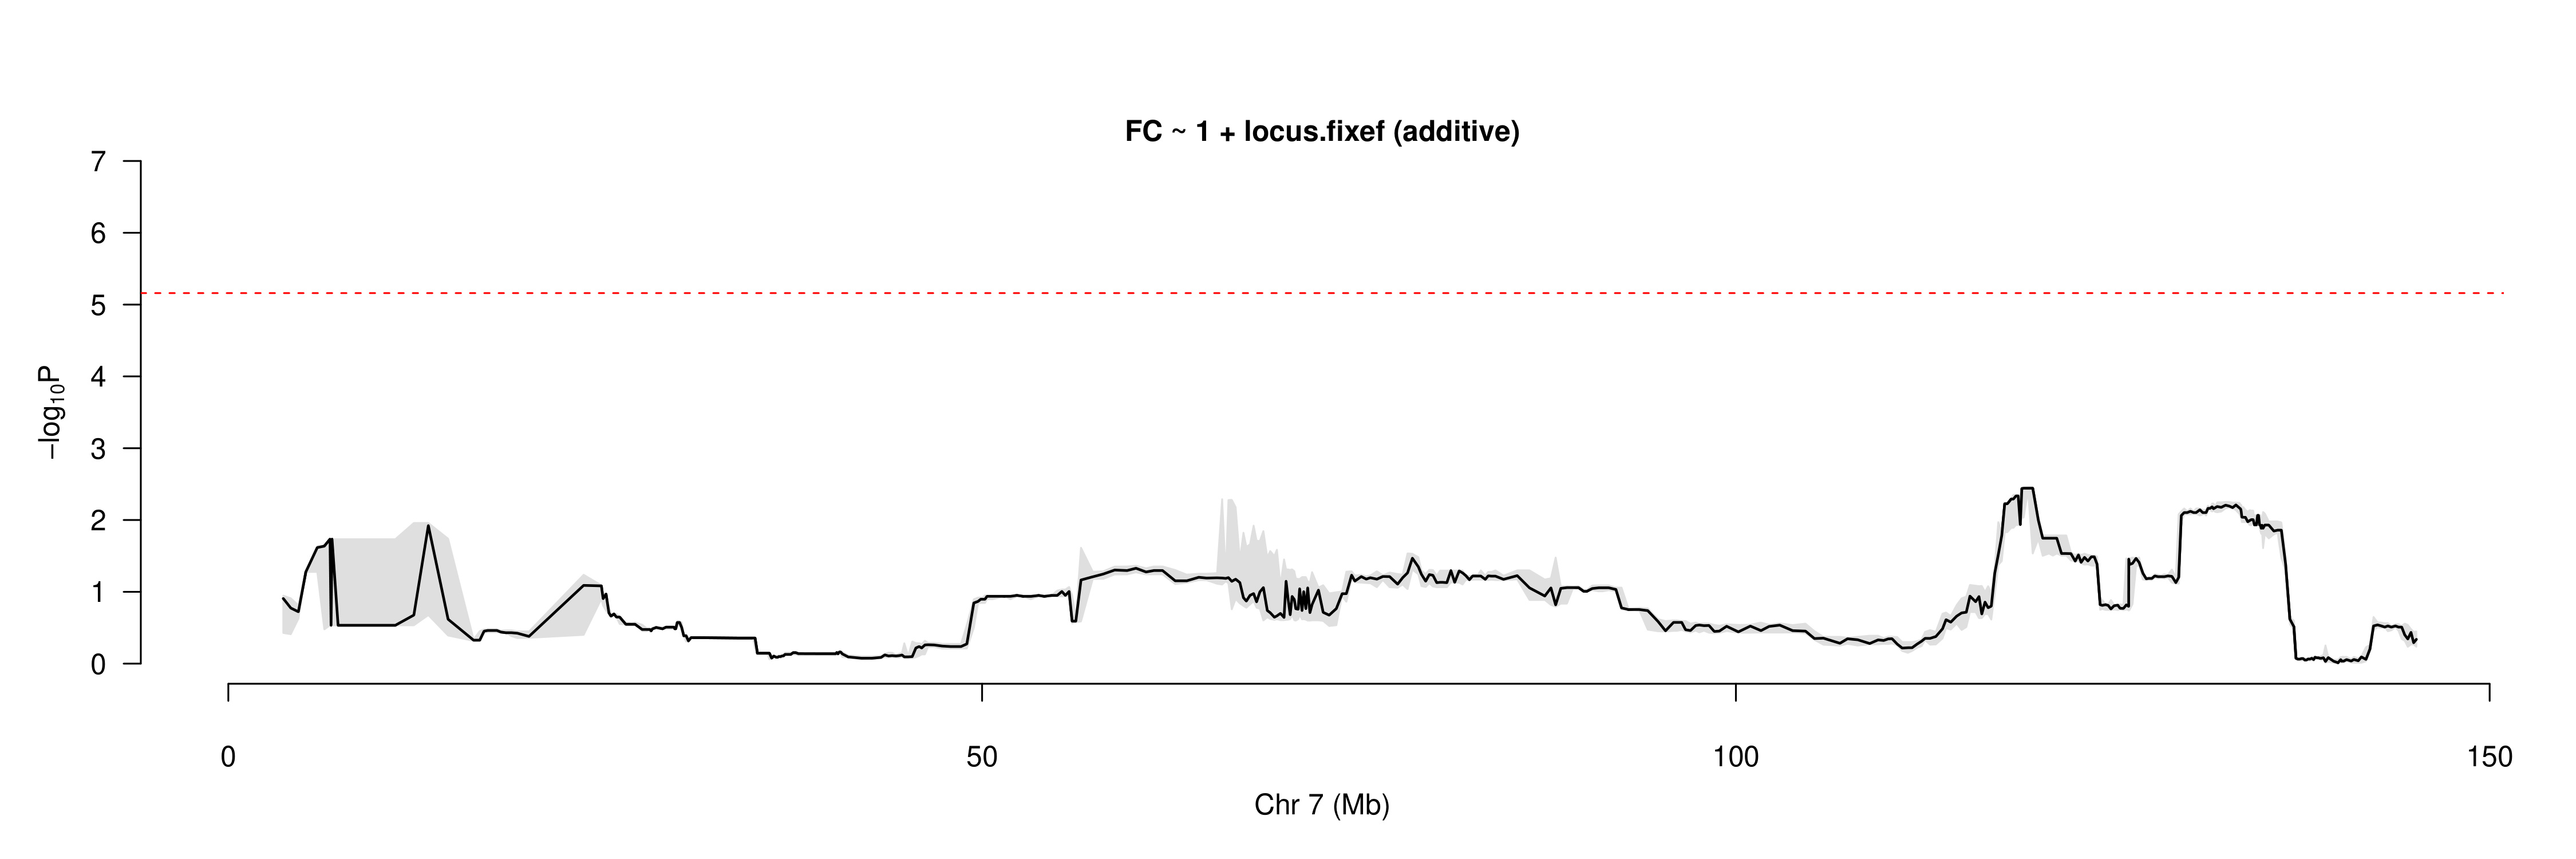 FC ~ 1 + locus.fixef (additive)
7
6
5
4
3
2
1
0
−log₁₀P
0 50 100 150
Chr 7 (Mb)